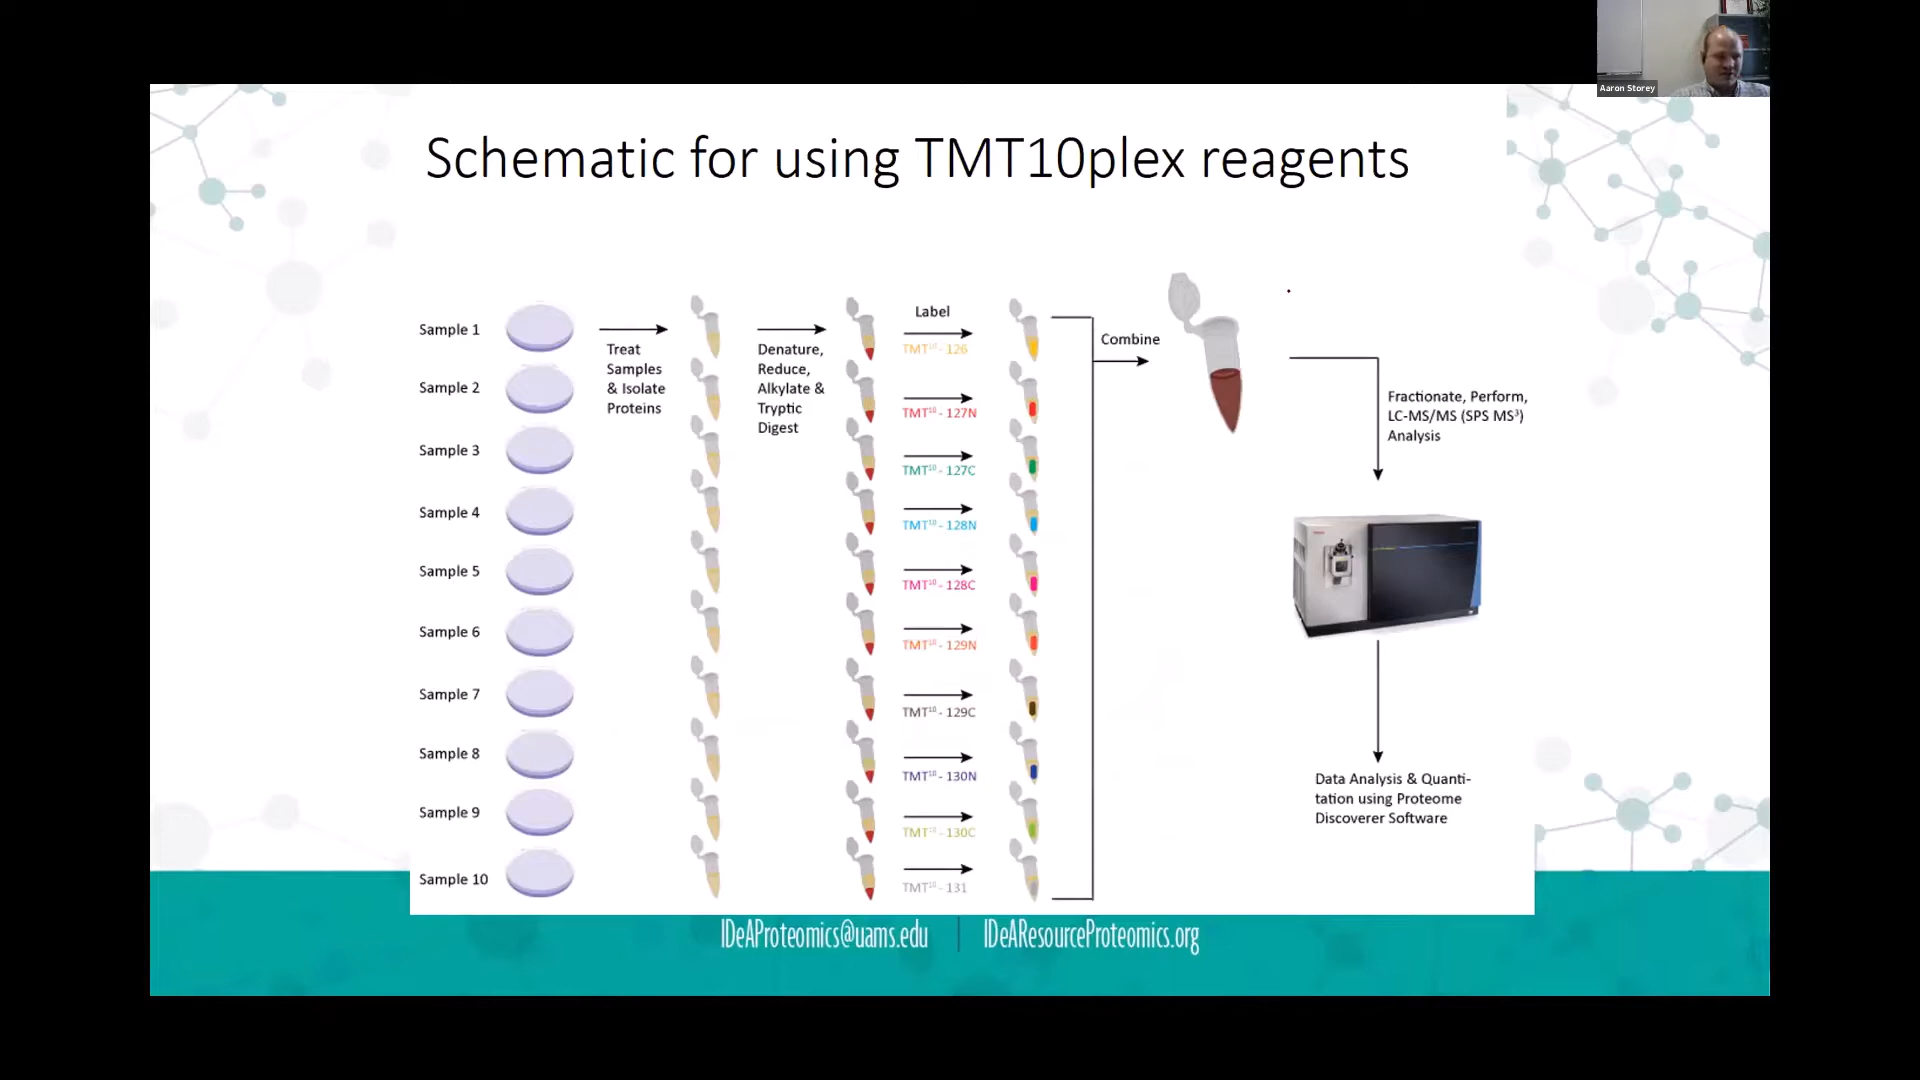 Aaron Storey
Schematic for using TMT10plex reagents
Sample 1
Sample 2
Sample 3
Sample 4
Sample 5
Sample 6
Sample 7
Sample 8
Sample 9
Sample 10
Treat
Samples
& Isolate
Proteins
Denature,
Reduce,
Alkylate &
Tryptic
Digest
Label
TMT¹⁰ - 126
TMT¹⁰ - 127N
TMT¹⁰ - 127C
TMT¹⁰ - 128N
TMT¹⁰ - 128C
TMT¹⁰ - 129N
TMT¹⁰ - 129C
TMT¹⁰ - 130N
TMT¹⁰ - 130C
TMT¹⁰ - 131
Combine
Fractionate, Perform,
LC-MS/MS (SPS MS³)
Analysis
Data Analysis & Quanti-
tation using Proteome
Discoverer Software
IDeAProteomics@uams.edu | IDeAResourceProteomics.org